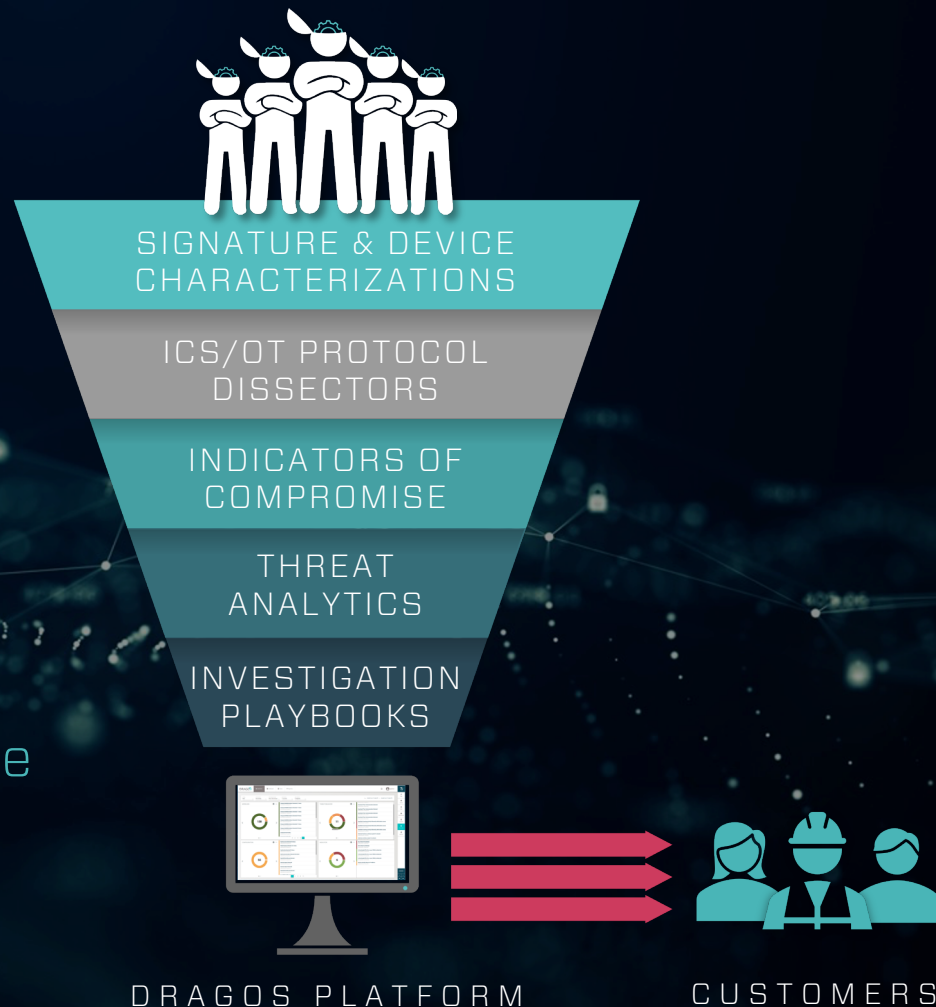 SIGNATURE & DEVICE
CHARACTERIZATIONS
ICS/OT PROTOCOL
DISSECTORS
INDICATORS OF
COMPROMISE
THREAT
ANALYTICS
INVESTIGATION
PLAYBOOKS
e
DRAGOS PLATFORM
CUSTOMERS